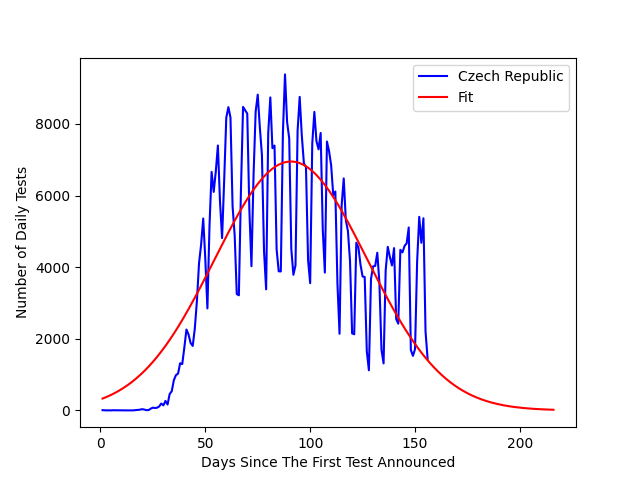 Czech Republic
Fit
8000
6000
4000
2000
0
Number of Daily Tests
0 50 100 150 200
Days Since The First Test Announced